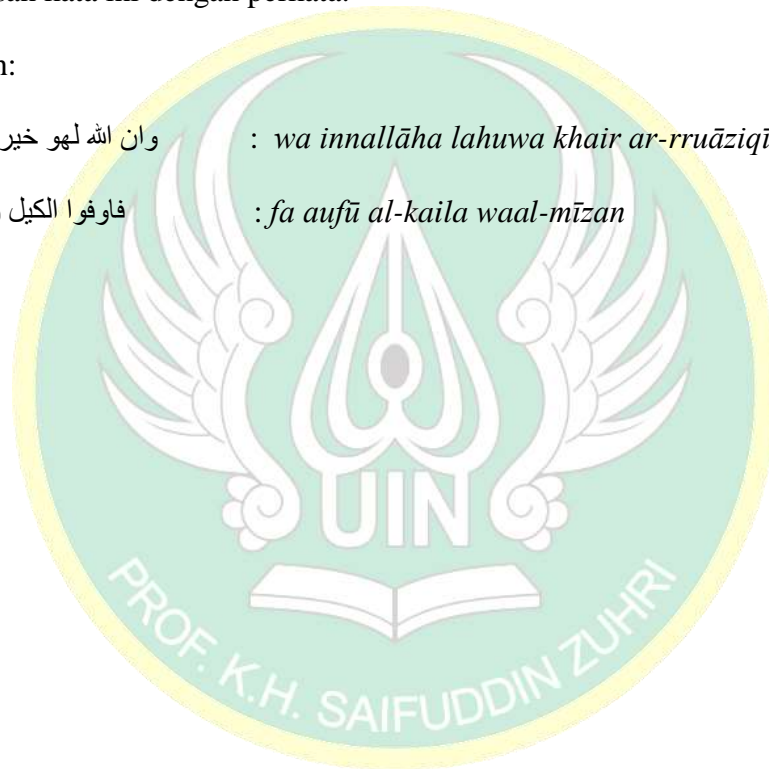 kata ini dengan perkata.
n:
وان الله لهو خير : wa innallāha lahuwa khair ar-rruāziqī
فاوفوا الكيل : fa aufū al-kaila waal-mīzan
UIN
PROF. K.H. SAIFUDDIN ZUHRI